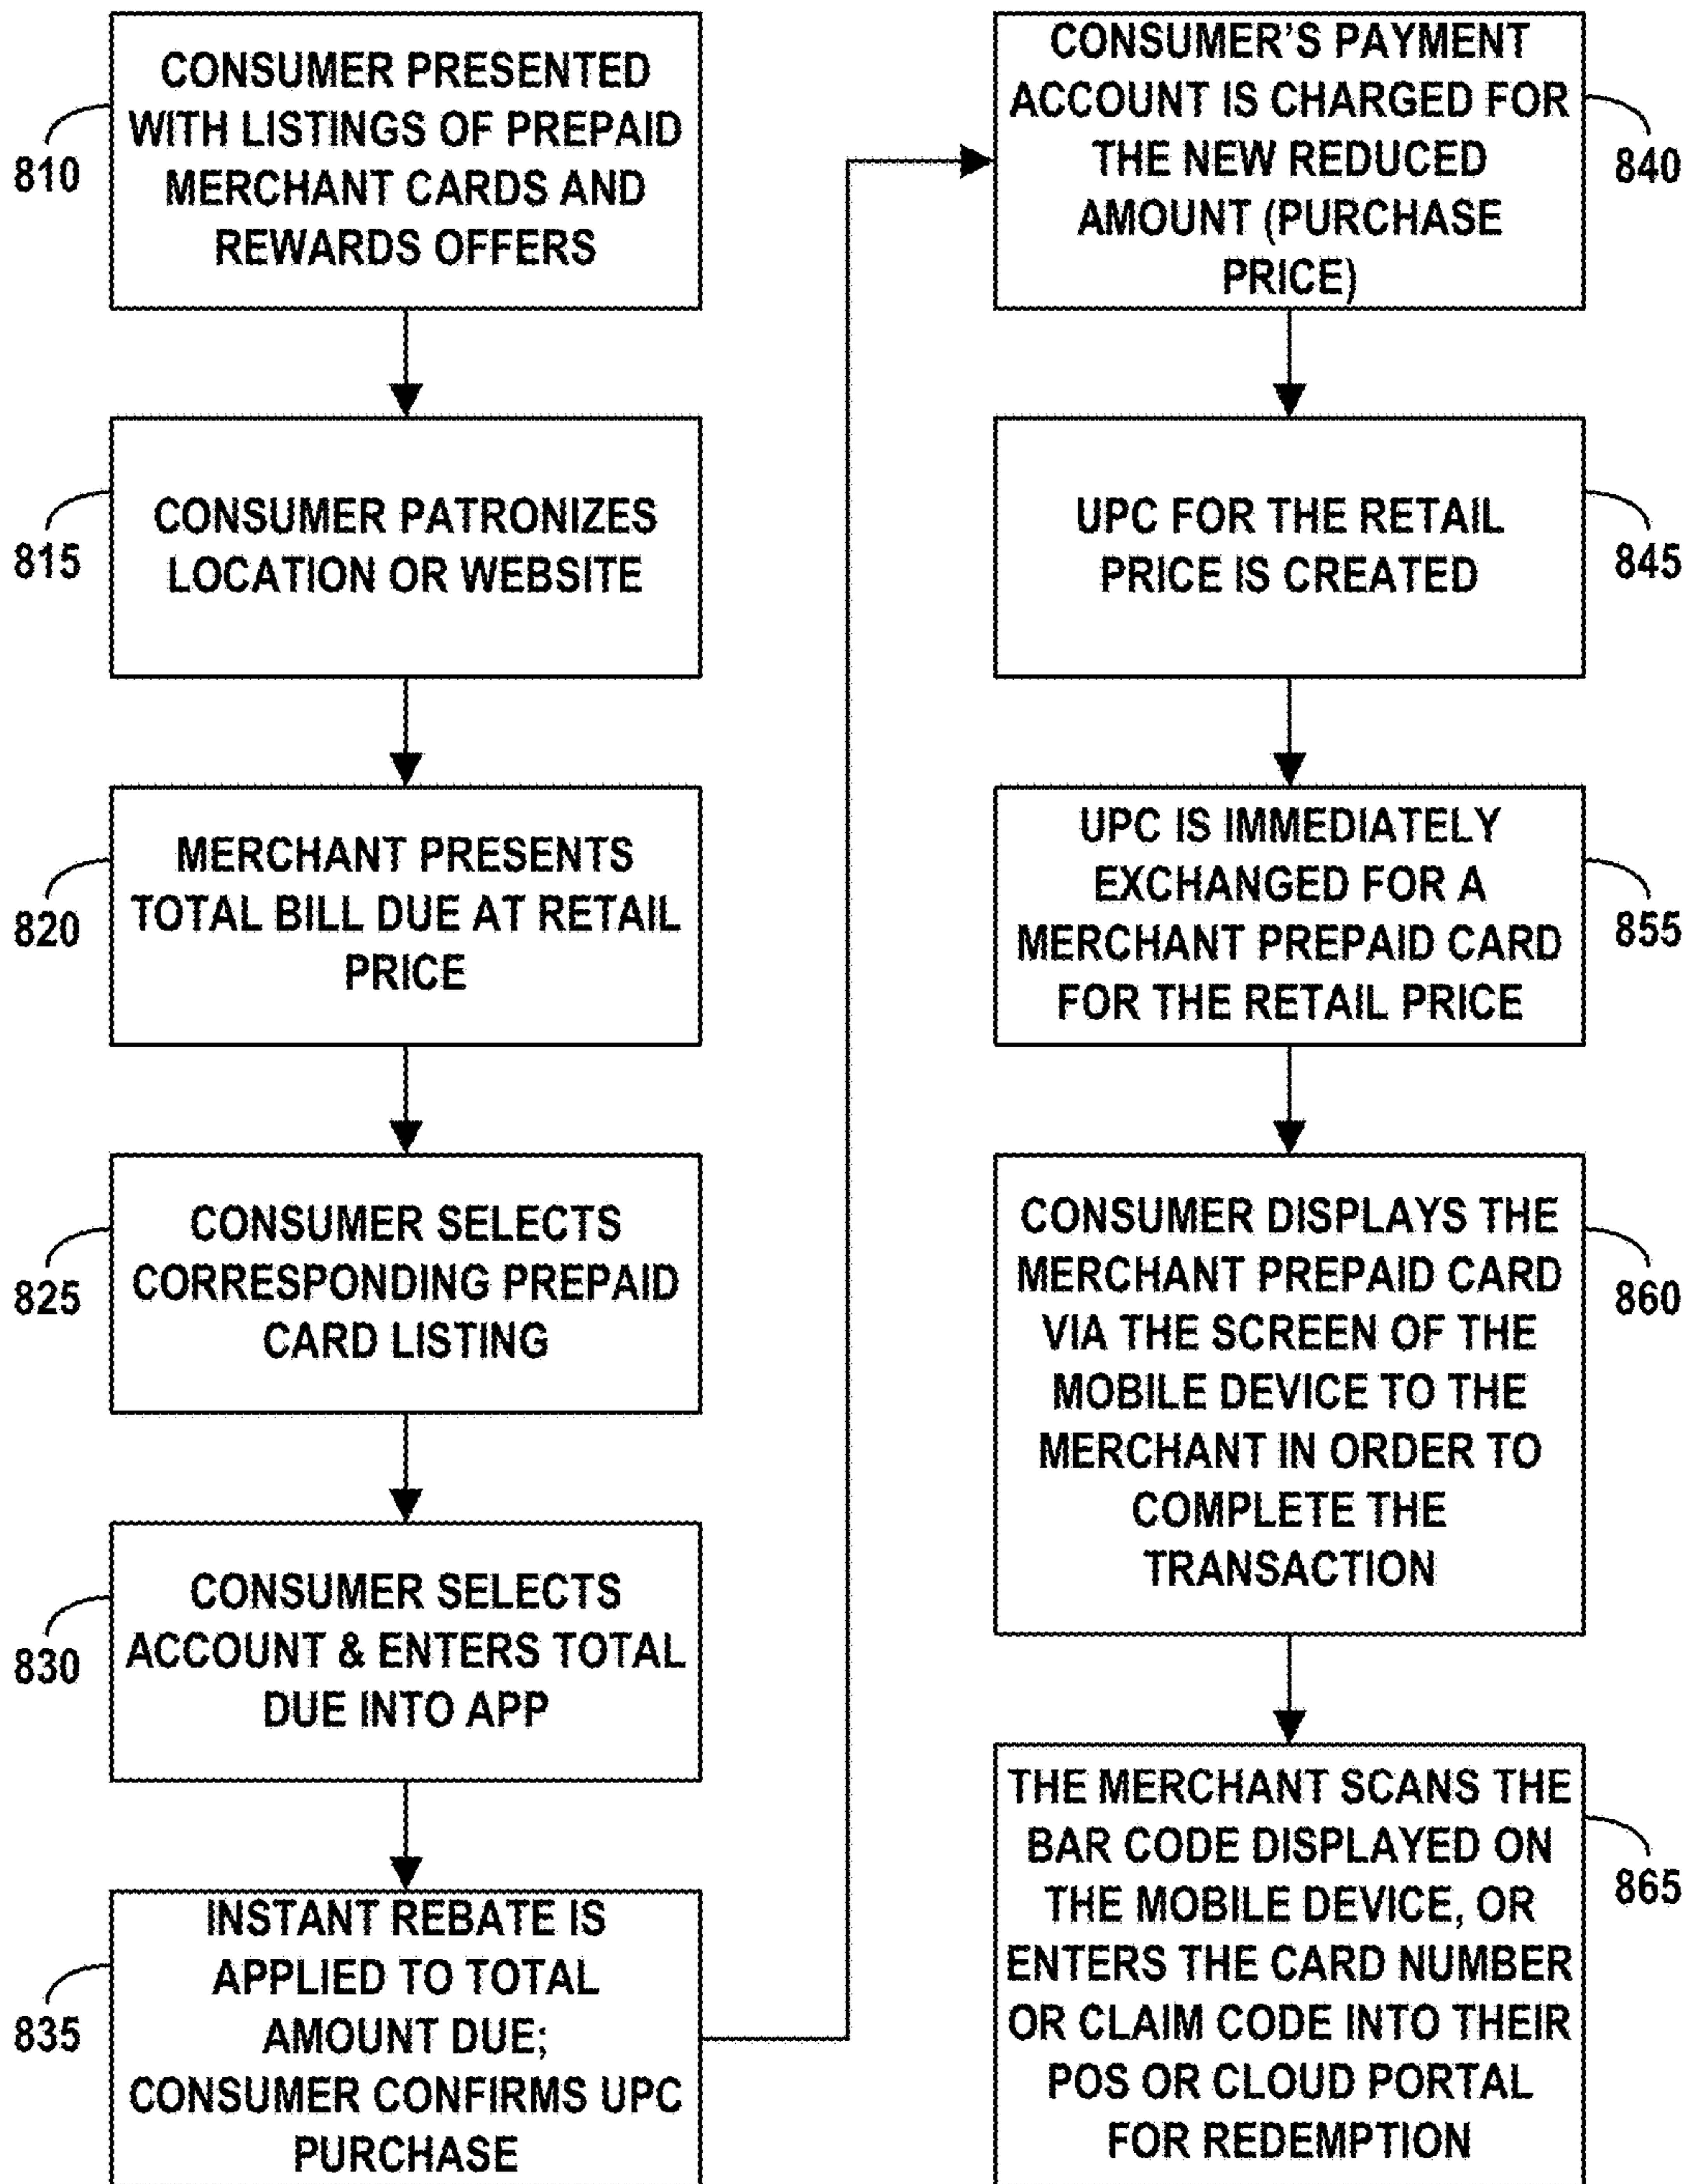 CONSUMER PRESENTED
WITH LISTINGS OF PREPAID
MERCHANT CARDS AND
REWARDS OFFERS
810
CONSUMER PATRONIZES
LOCATION OR WEBSITE
815
MERCHANT PRESENTS
TOTAL BILL DUE AT RETAIL
PRICE
820
CONSUMER SELECTS
CORRESPONDING PREPAID
CARD LISTING
825
CONSUMER SELECTS
ACCOUNT & ENTERS TOTAL
DUE INTO APP
830
INSTANT REBATE IS
APPLIED TO TOTAL
AMOUNT DUE;
CONSUMER CONFIRMS UPC
PURCHASE
835
CONSUMER'S PAYMENT
ACCOUNT IS CHARGED FOR
THE NEW REDUCED
AMOUNT (PURCHASE
PRICE)
840
UPC FOR THE RETAIL
PRICE IS CREATED
845
UPC IS IMMEDIATELY
EXCHANGED FOR A
MERCHANT PREPAID CARD
FOR THE RETAIL PRICE
855
CONSUMER DISPLAYS THE
MERCHANT PREPAID CARD
VIA THE SCREEN OF THE
MOBILE DEVICE TO THE
MERCHANT IN ORDER TO
COMPLETE THE
TRANSACTION
860
THE MERCHANT SCANS THE
BAR CODE DISPLAYED ON
THE MOBILE DEVICE, OR
ENTERS THE CARD NUMBER
OR CLAIM CODE INTO THEIR
POS OR CLOUD PORTAL
FOR REDEMPTION
865